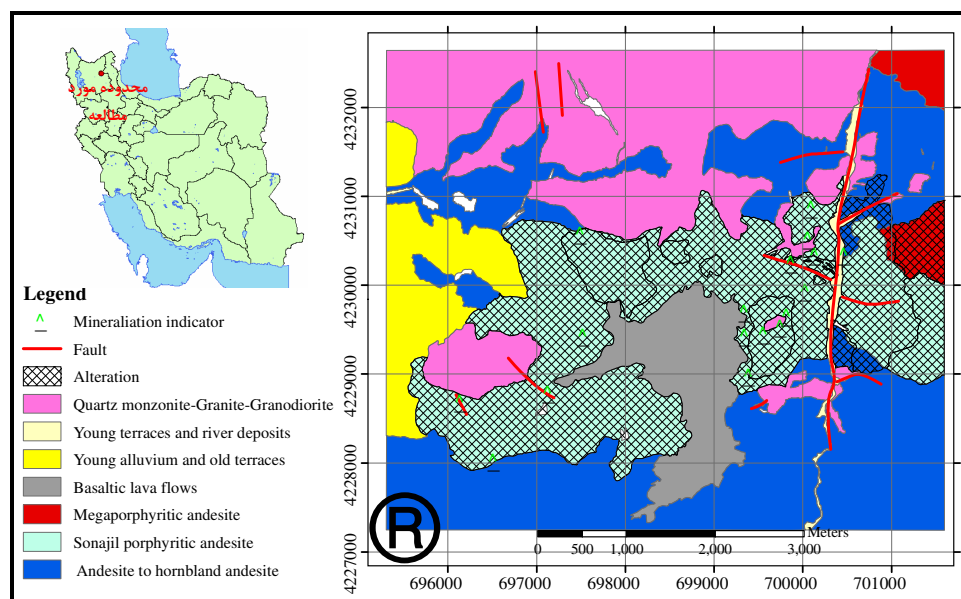 محدوده مورد
مطالعه
Legend
Mineraliation indicator
Fault
Alteration
Quartz monzonite-Granite-Granodiorite
Young terraces and river deposits
Young alluvium and old terraces
Basaltic lava flows
Megaporphyritic andesite
Sonajil porphyritic andesite
Andesite to hornbland andesite
4232000
4231000
4230000
4229000
4228000
4227000
R
Meters
0 500 1,000 2,000 3,000
696000 697000 698000 699000 700000 701000